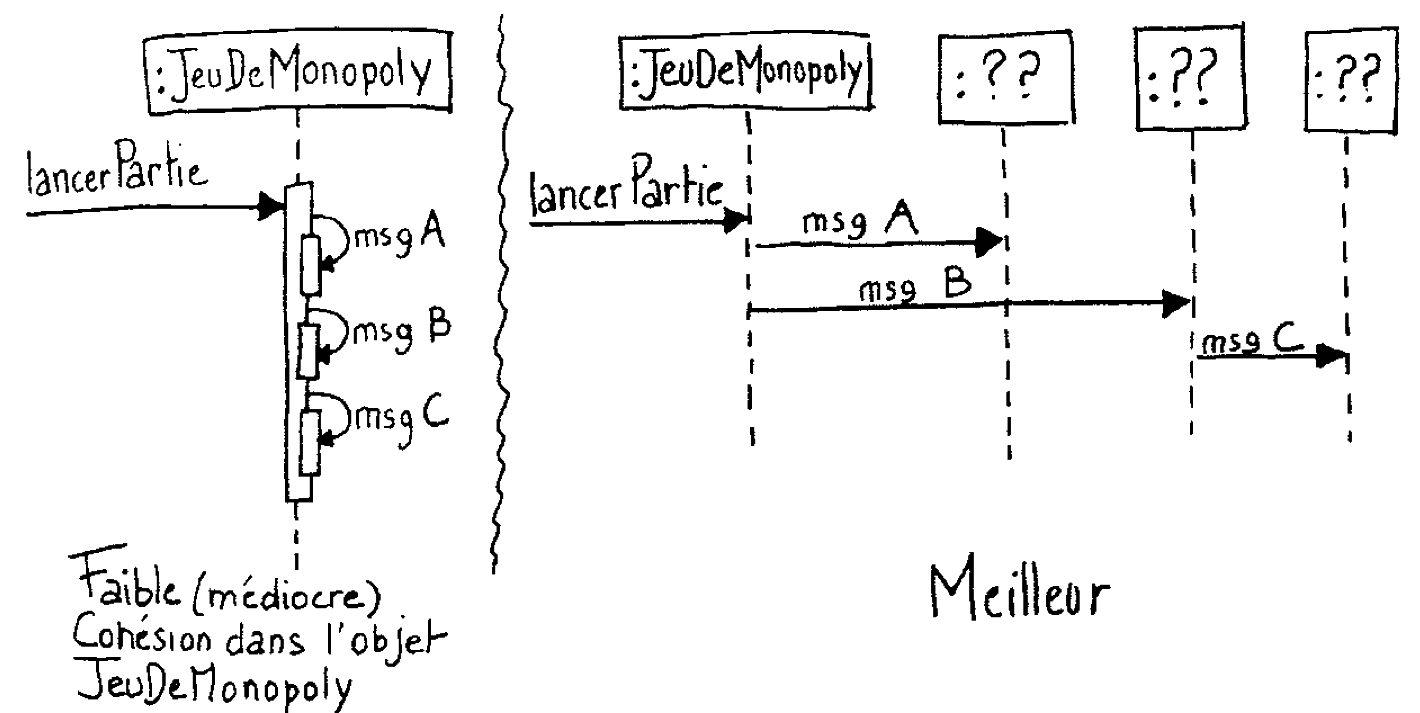 :JeuDeMonopoly
lancerPartie
msg A
msg B
msg C
Faible (médiocre)
Cohésion dans l'objet
JeuDeMonopoly
:JeuDeMonopoly
:??
:??
:??
lancerPartie
msg A
msg B
msg C
Meilleur